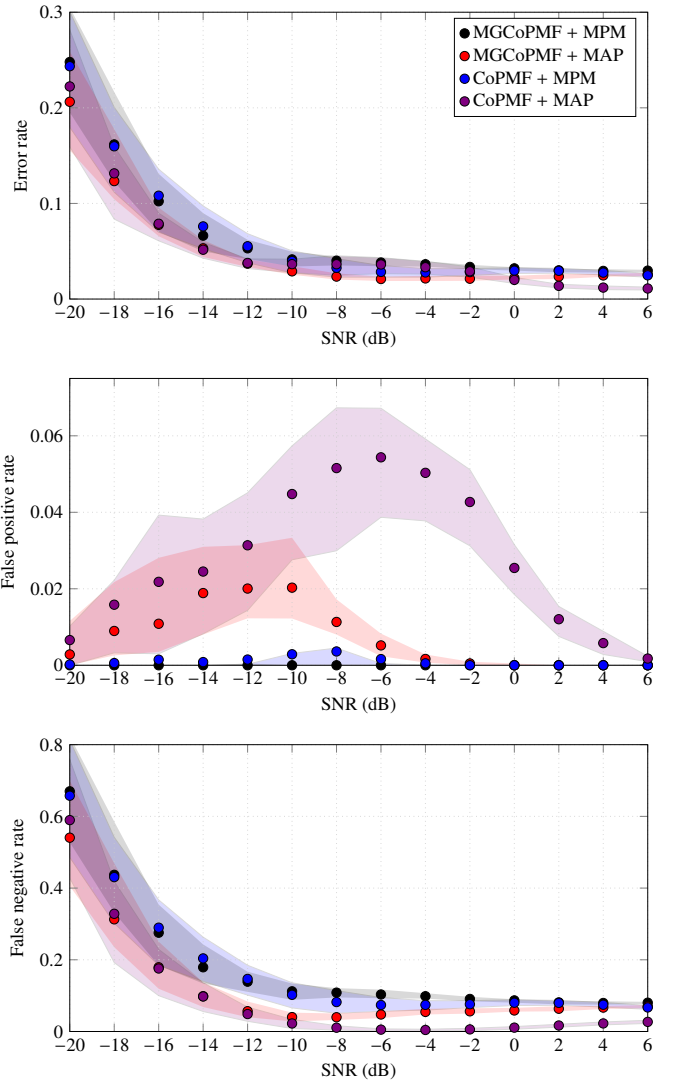 0.3
0.2
0.1
0
Error rate
−20 −18 −16 −14 −12 −10 −8 −6 −4 −2 0 2 4 6
SNR (dB)
MGCoPMF + MPM
MGCoPMF + MAP
CoPMF + MPM
CoPMF + MAP
0.06
0.04
0.02
0
False positive rate
−20 −18 −16 −14 −12 −10 −8 −6 −4 −2 0 2 4 6
SNR (dB)
0.8
0.6
0.4
0.2
0
False negative rate
−20 −18 −16 −14 −12 −10 −8 −6 −4 −2 0 2 4 6
SNR (dB)